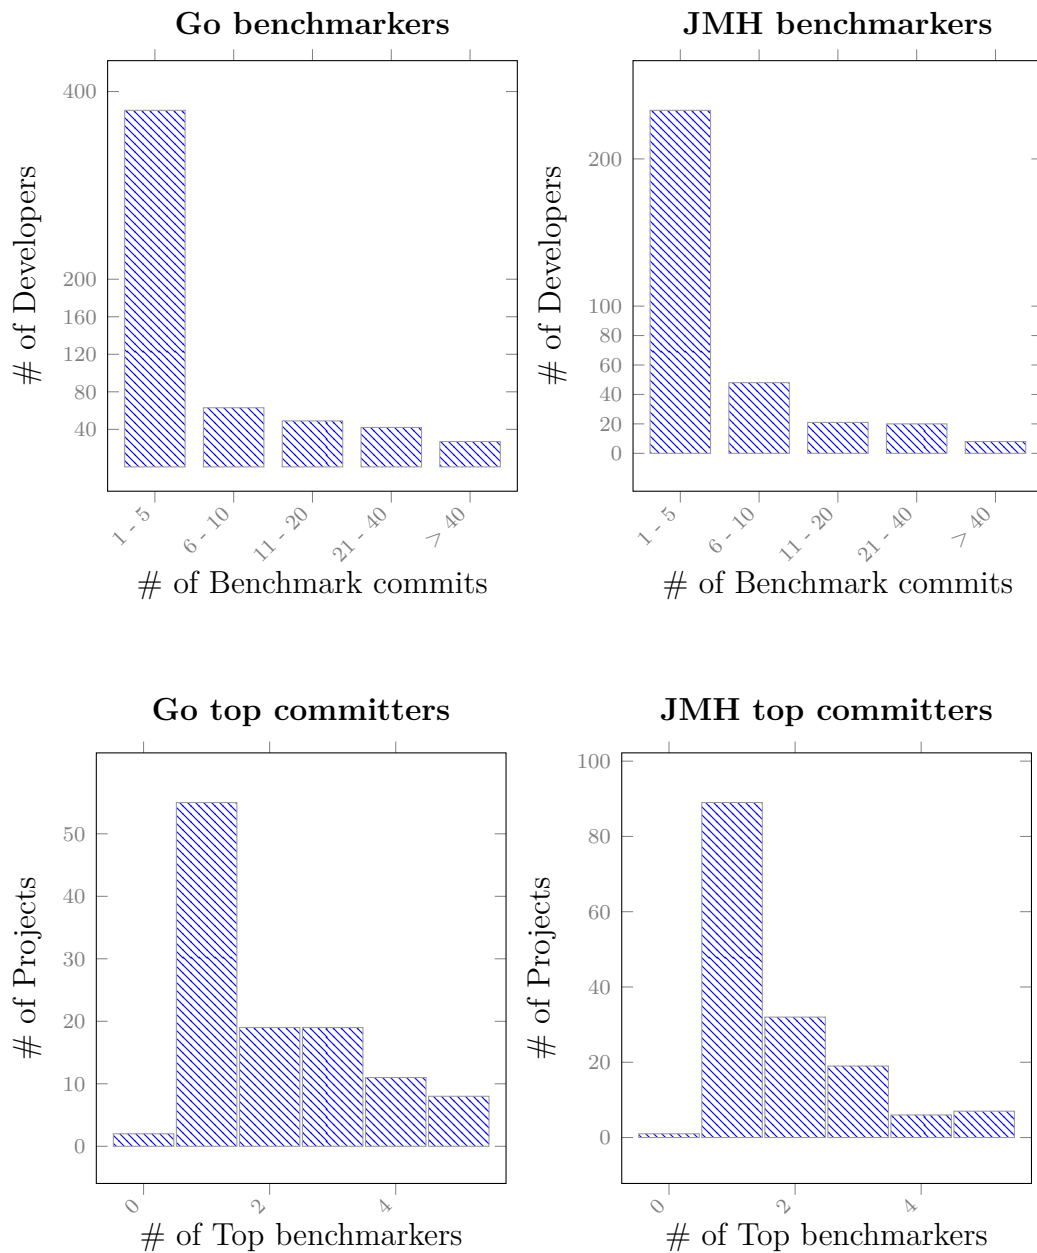 Go benchmarkers
# of Developers
400
200
160
120
80
40
1 - 5
6 - 10
11 - 20
21 - 40
> 40
# of Benchmark commits
JMH benchmarkers
# of Developers
200
100
80
60
40
20
0
1 - 5
6 - 10
11 - 20
21 - 40
> 40
# of Benchmark commits
Go top committers
# of Projects
50
40
30
20
10
0
0
2
4
# of Top benchmarkers
JMH top committers
# of Projects
100
80
60
40
20
0
0
2
4
# of Top benchmarkers